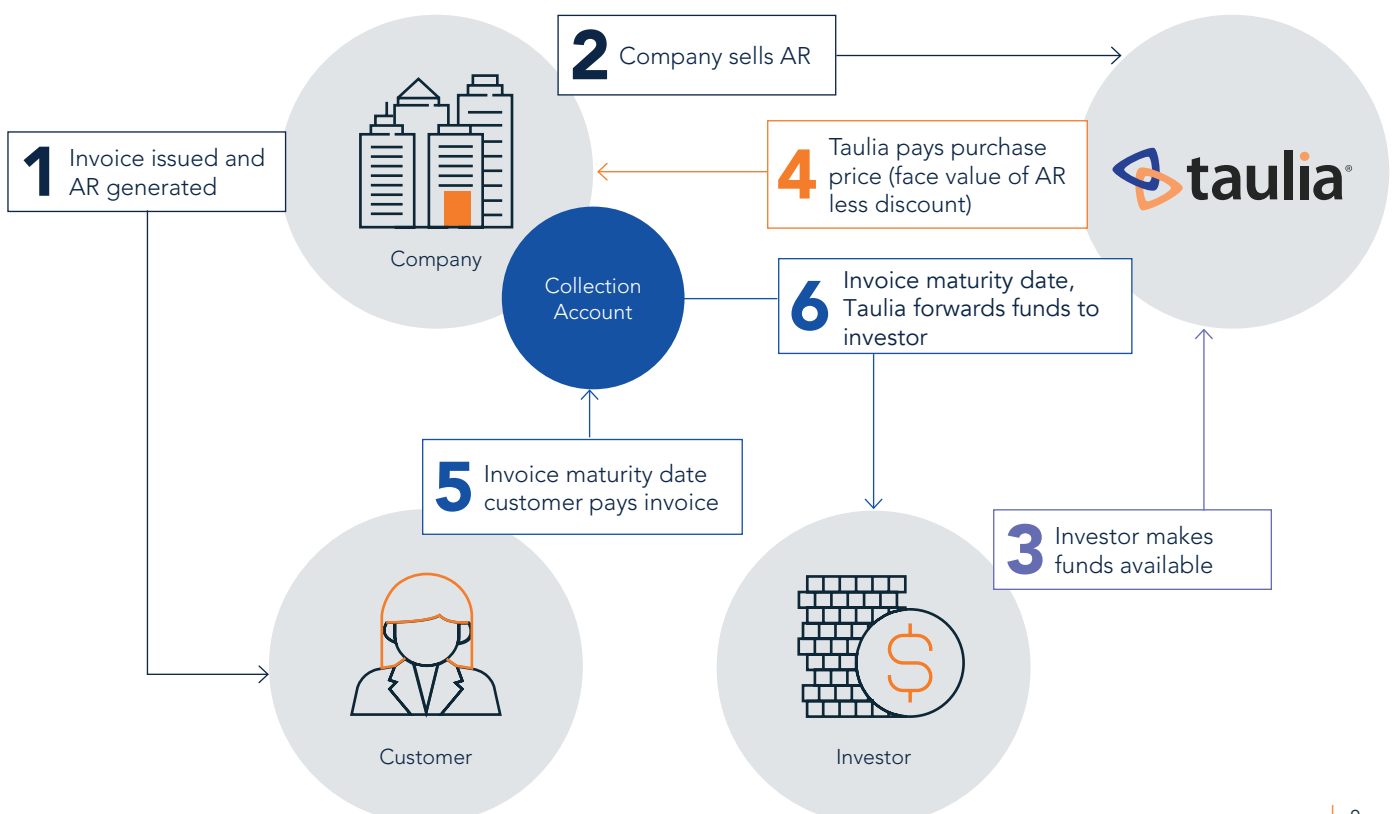 2 Company sells AR
1 Invoice issued and
AR generated
4 Taulia pays purchase
price (face value of AR
less discount)
taulia®
Company
Collection
Account
6 Invoice maturity date,
Taulia forwards funds to
investor
5 Invoice maturity date
customer pays invoice
3 Investor makes
funds available
$
Customer
Investor